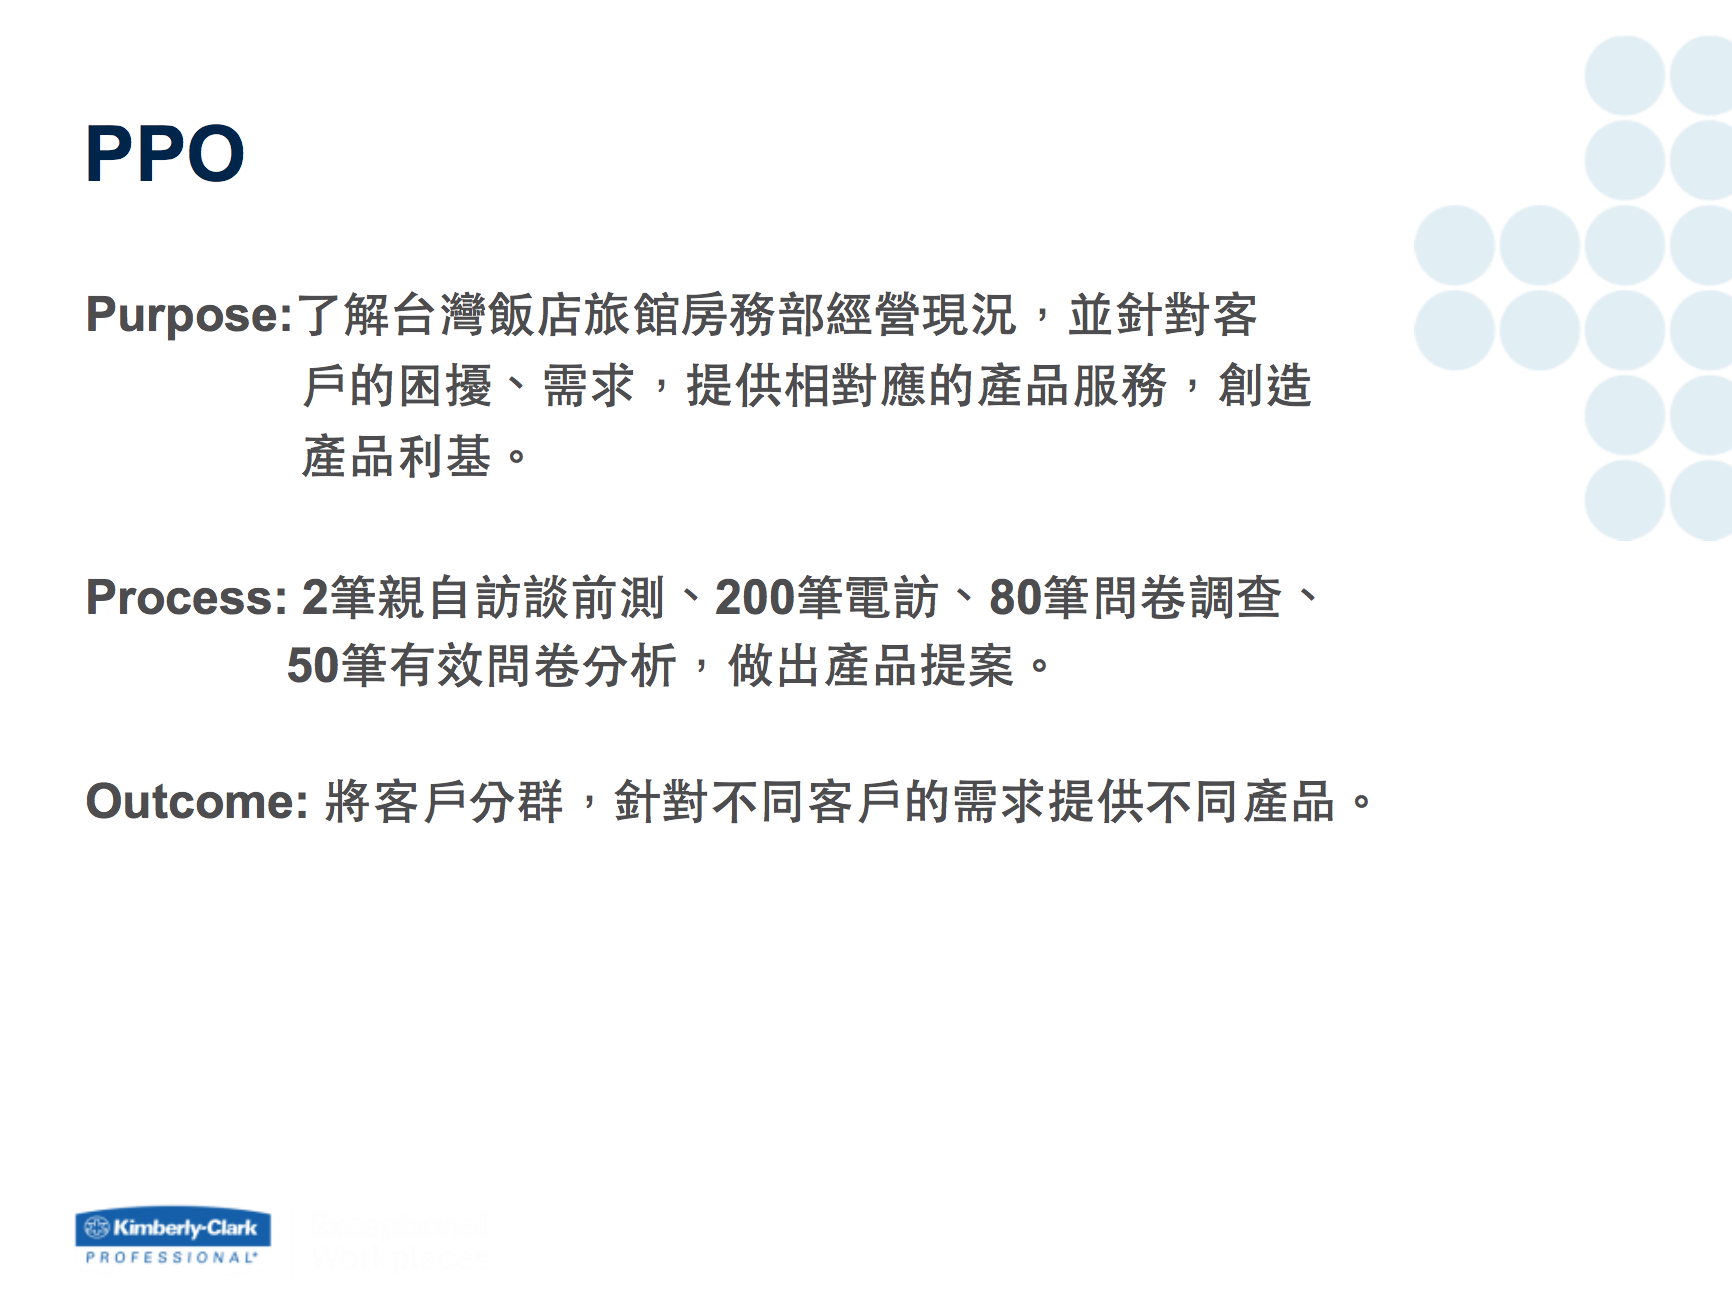 PPO
Purpose:了解台灣飯店旅館房務部經營現況，並針對客
戶的困擾、需求，提供相對應的產品服務，創造
產品利基。
Process: 2筆親自訪談前測、200筆電訪、80筆問卷調查、
50筆有效問卷分析，做出產品提案。
Outcome: 將客戶分群，針對不同客戶的需求提供不同產品。
Kimberly-Clark
PROFESSIONAL*